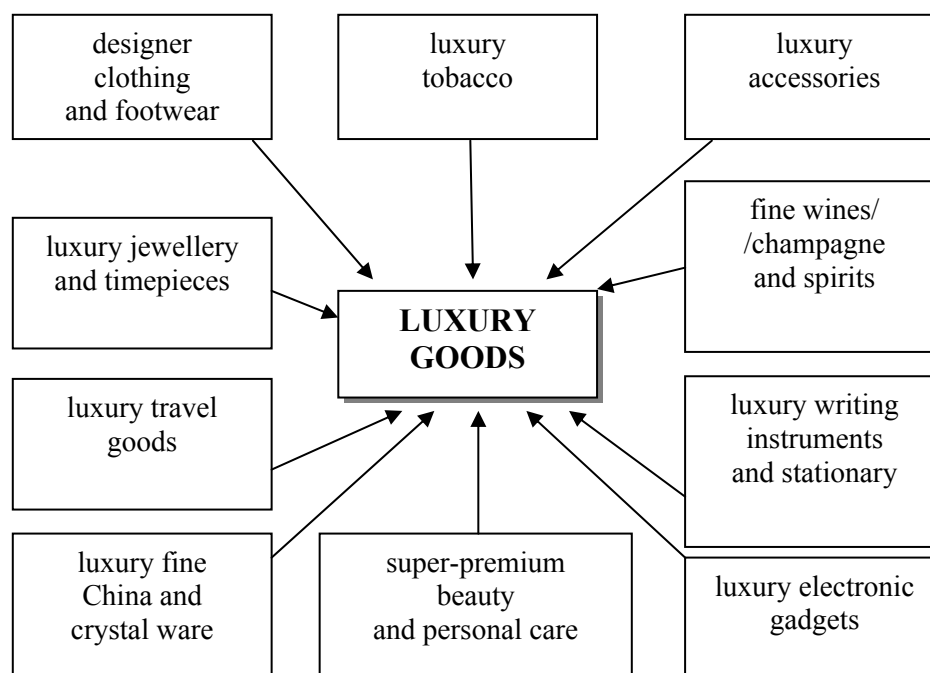 designer
clothing
and footwear
luxury
tobacco
luxury
accessories
luxury jewellery
and timepieces
fine wines/
/champagne
and spirits
LUXURY
GOODS
luxury travel
goods
luxury writing
instruments
and stationary
luxury fine
China and
crystal ware
super-premium
beauty
and personal care
luxury electronic
gadgets